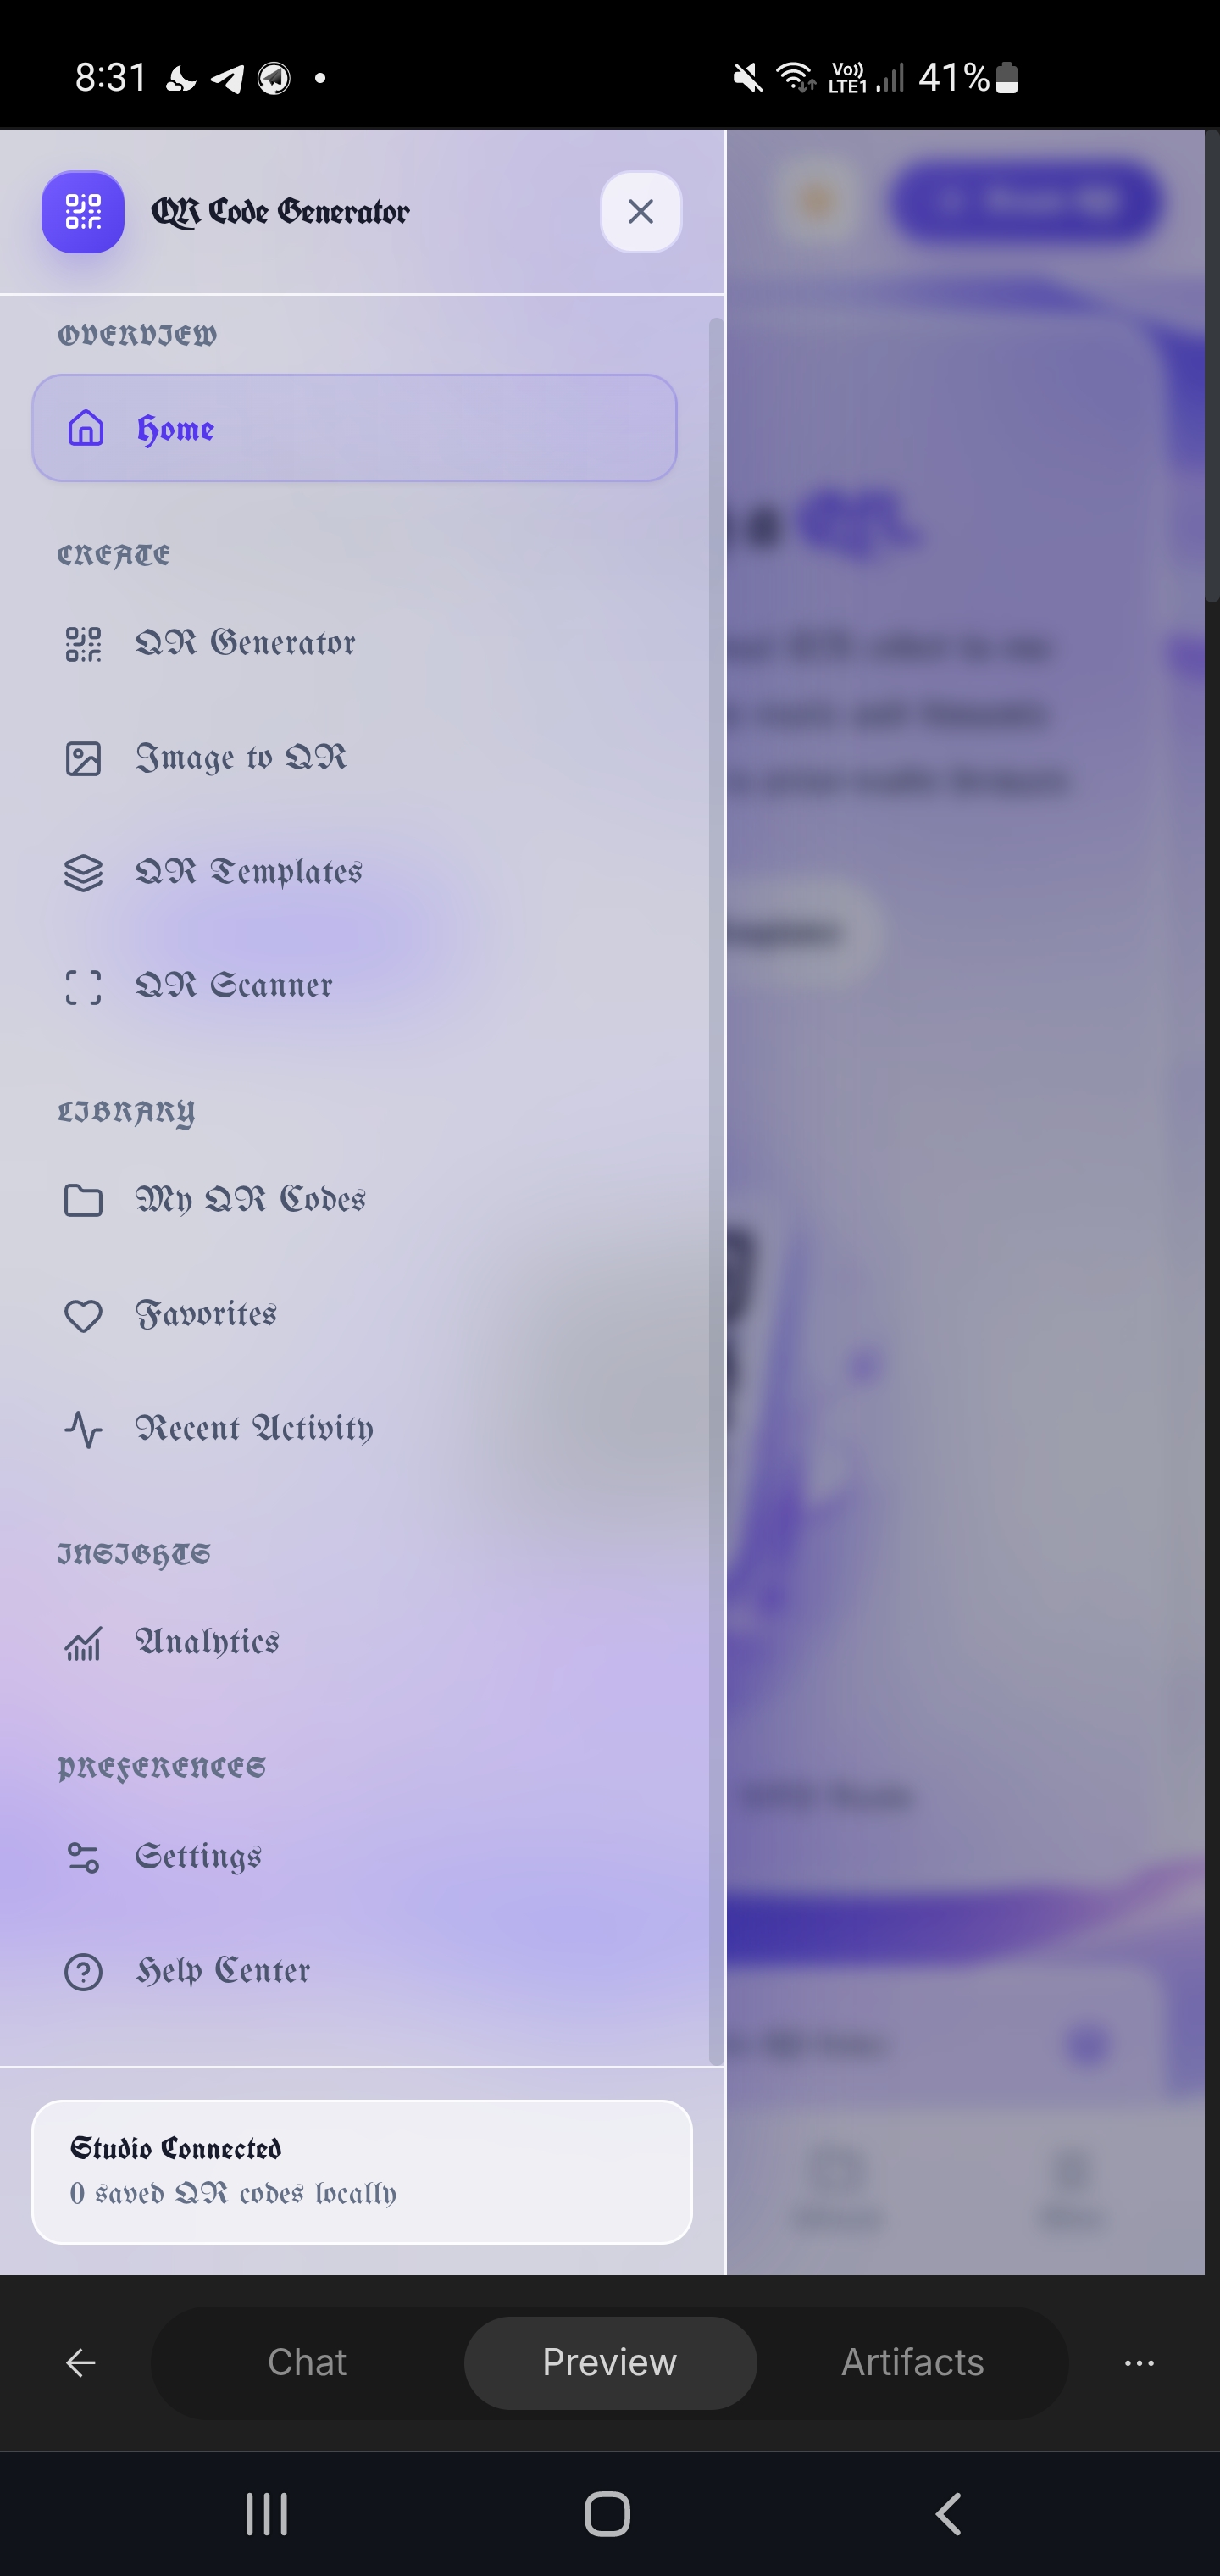 8:31
Vo))
LTE1
41%
QR Code Generator
OVERVIEW
Home
CREATE
QR Generator
Image to QR
QR Templates
QR Scanner
LIBRARY
My QR Codes
Favorites
Recent Activity
INSIGHTS
Analytics
PREFERENCES
Settings
Help Center
Studio Connected
0 saved QR codes locally
Chat
Preview
Artifacts